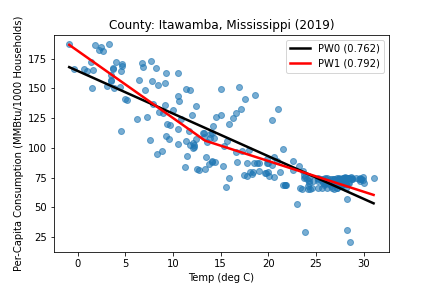 County: Itawamba, Mississippi (2019)
PW0 (0.762)
PW1 (0.792)
Per-Capita Consumption (MMBtu/1000 Households)
175
150
125
100
75
50
25
0 5 10 15 20 25 30
Temp (deg C)